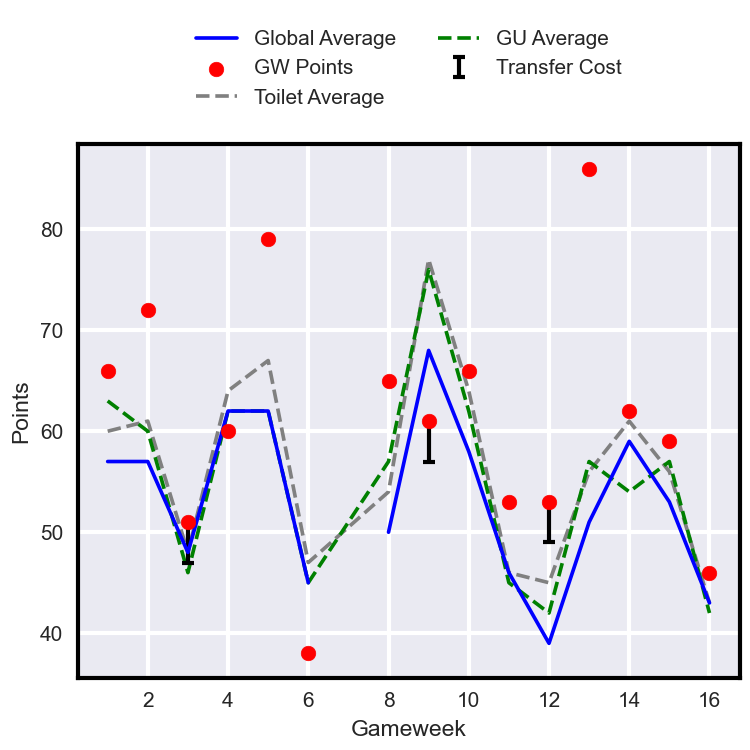 Global Average GU Average
GW Points Transfer Cost
Toilet Average
80
70
60
50
40
Points
2 4 6 8 10 12 14 16
Gameweek